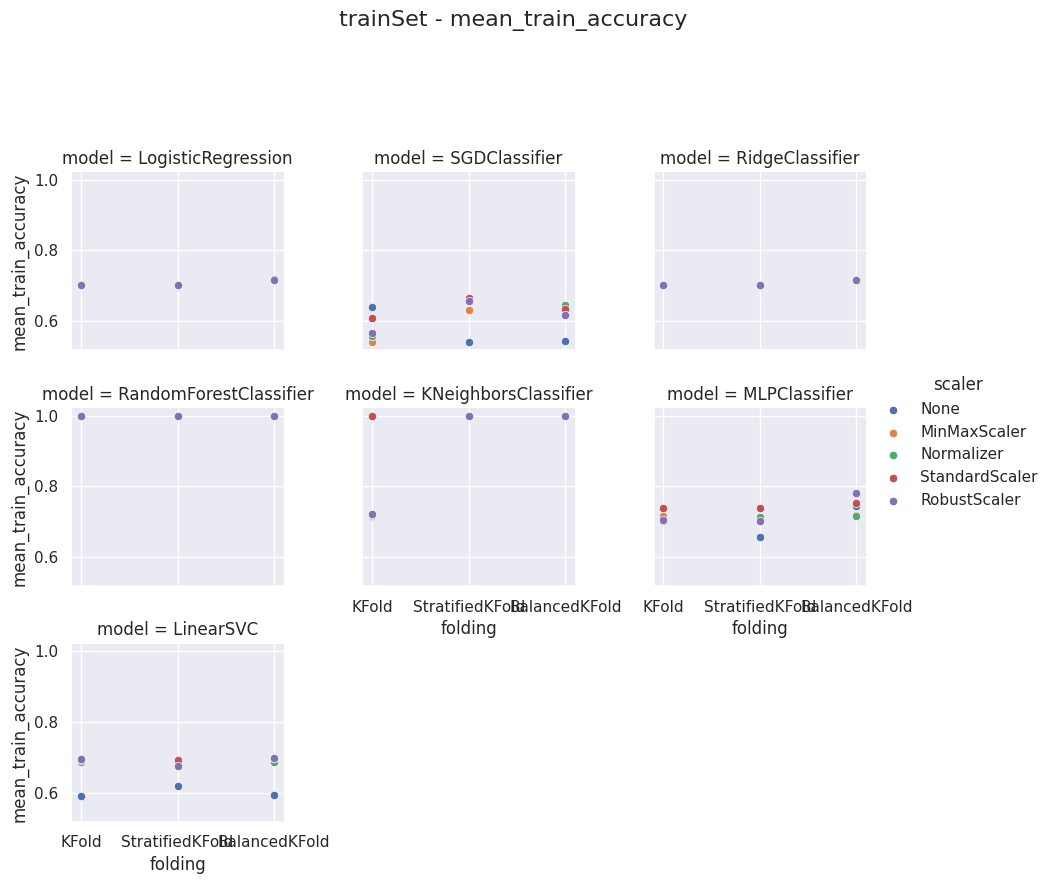 trainSet - mean_train_accuracy
model = LogisticRegression
model = SGDClassifier
model = RidgeClassifier
mean_train_accuracy
1.0
0.8
0.6
model = RandomForestClassifier
model = KNeighborsClassifier
model = MLPClassifier
mean_train_accuracy
1.0
0.8
0.6
scaler
None
MinMaxScaler
Normalizer
StandardScaler
RobustScaler
KFold StratifiedKFold BalancedKFold
folding
KFold StratifiedKFold BalancedKFold
folding
model = LinearSVC
mean_train_accuracy
1.0
0.8
0.6
KFold StratifiedKFold BalancedKFold
folding